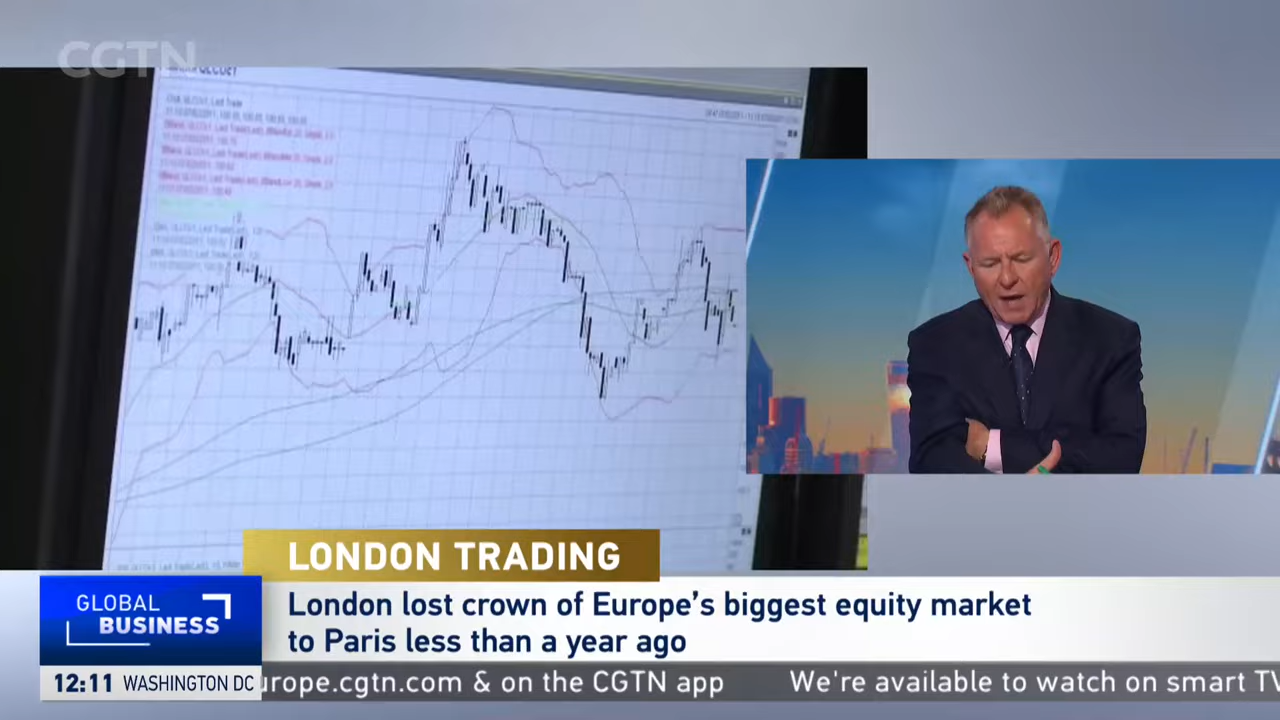 CGTN
LONDON TRADING
London lost crown of Europe's biggest equity market
to Paris less than a year ago
GLOBAL
BUSINESS
12:11 WASHINGTON DC
urope.cgtn.com & on the CGTN app We're available to watch on smart TV